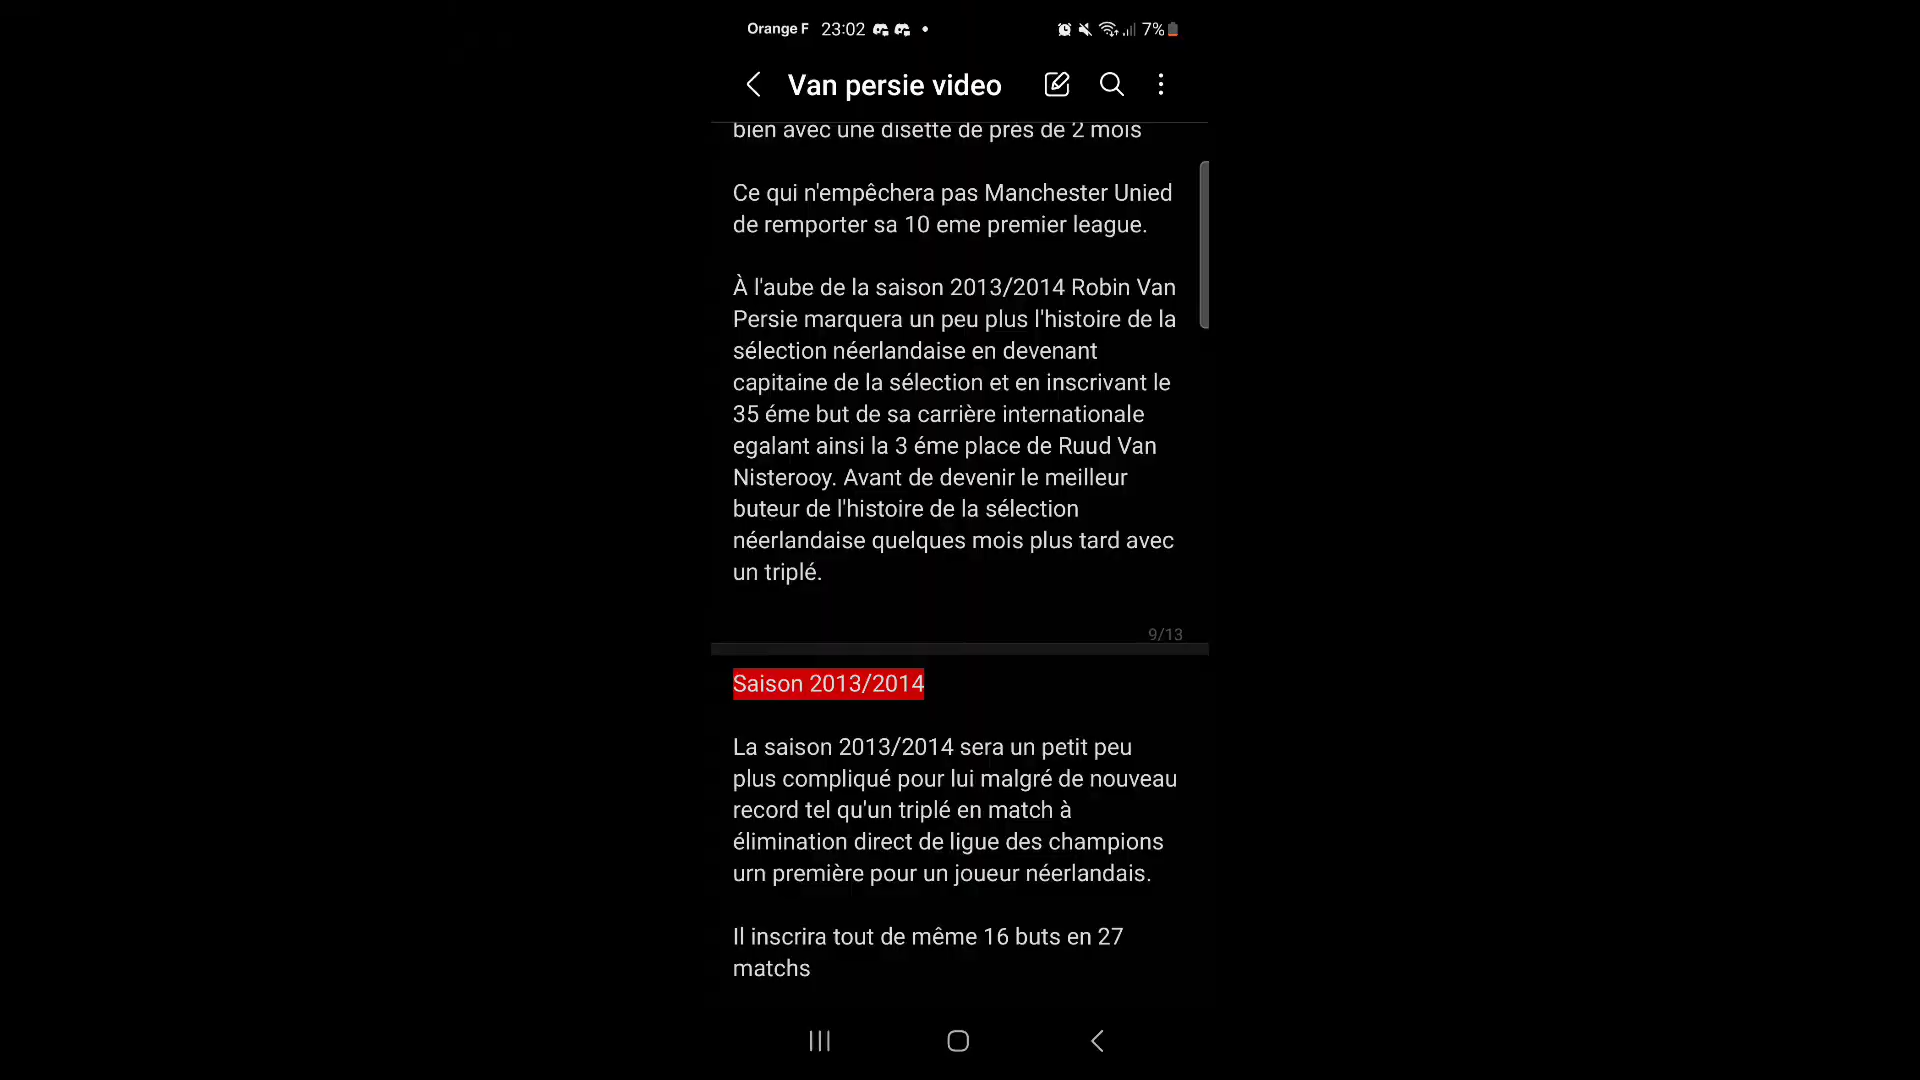 Orange F 23:02 7%
Van persie video
bien avec une disette de près de 2 mois
Ce qui n'empêchera pas Manchester Unied
de remporter sa 10 eme premier league.
À l'aube de la saison 2013/2014 Robin Van
Persie marquera un peu plus l'histoire de la
sélection néerlandaise en devenant
capitaine de la sélection et en inscrivant le
35 éme but de sa carrière internationale
egalant ainsi la 3 éme place de Ruud Van
Nisterooy. Avant de devenir le meilleur
buteur de l'histoire de la sélection
néerlandaise quelques mois plus tard avec
un triplé.
9/13
Saison 2013/2014
La saison 2013/2014 sera un petit peu
plus compliqué pour lui malgré de nouveau
record tel qu'un triplé en match à
élimination direct de ligue des champions
urn première pour un joueur néerlandais.
Il inscrira tout de même 16 buts en 27
matchs